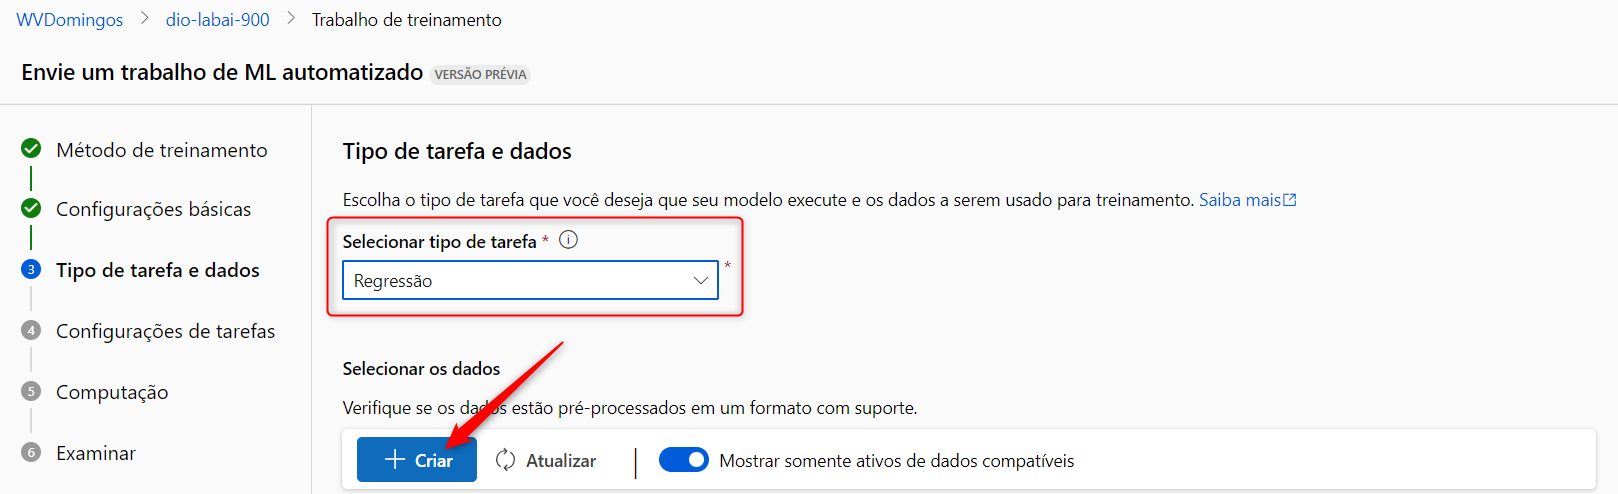 WVDomingos > dio-labai-900 > Trabalho de treinamento
Envie um trabalho de ML automatizado VERSÃO PRÉVIA
Método de treinamento
Configurações básicas
3 Tipo de tarefa e dados
4 Configurações de tarefas
5 Computação
6 Examinar
Tipo de tarefa e dados
Escolha o tipo de tarefa que você deseja que seu modelo execute e os dados a serem usado para treinamento. Saiba mais
Selecionar tipo de tarefa *
Regressão *
Selecionar os dados
Verifique se os dados estão pré-processados em um formato com suporte.
+ Criar Atualizar | Mostrar somente ativos de dados compatíveis